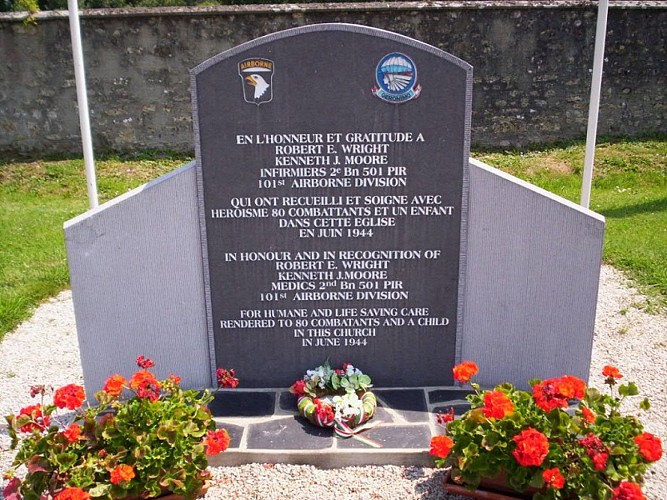 AIRBORNE
GERONIMO
EN L'HONNEUR ET GRATITUDE A
ROBERT E. WRIGHT
KENNETH J. MOORE
INFIRMIERS 2e Bn 501 PIR
101st AIRBORNE DIVISION
QUI ONT RECUEILLI ET SOIGNE AVEC
HEROÏSME 80 COMBATTANTS ET UN ENFANT
DANS CETTE EGLISE
EN JUIN 1944
IN HONOUR AND IN RECOGNITION OF
ROBERT E. WRIGHT
KENNETH J.MOORE
MEDICS 2nd Bn 501 PIR
101st AIRBORNE DIVISION
FOR HUMANE AND LIFE SAVING CARE
RENDERED TO 80 COMBATANTS AND A CHILD
IN THIS CHURCH
IN JUNE 1944